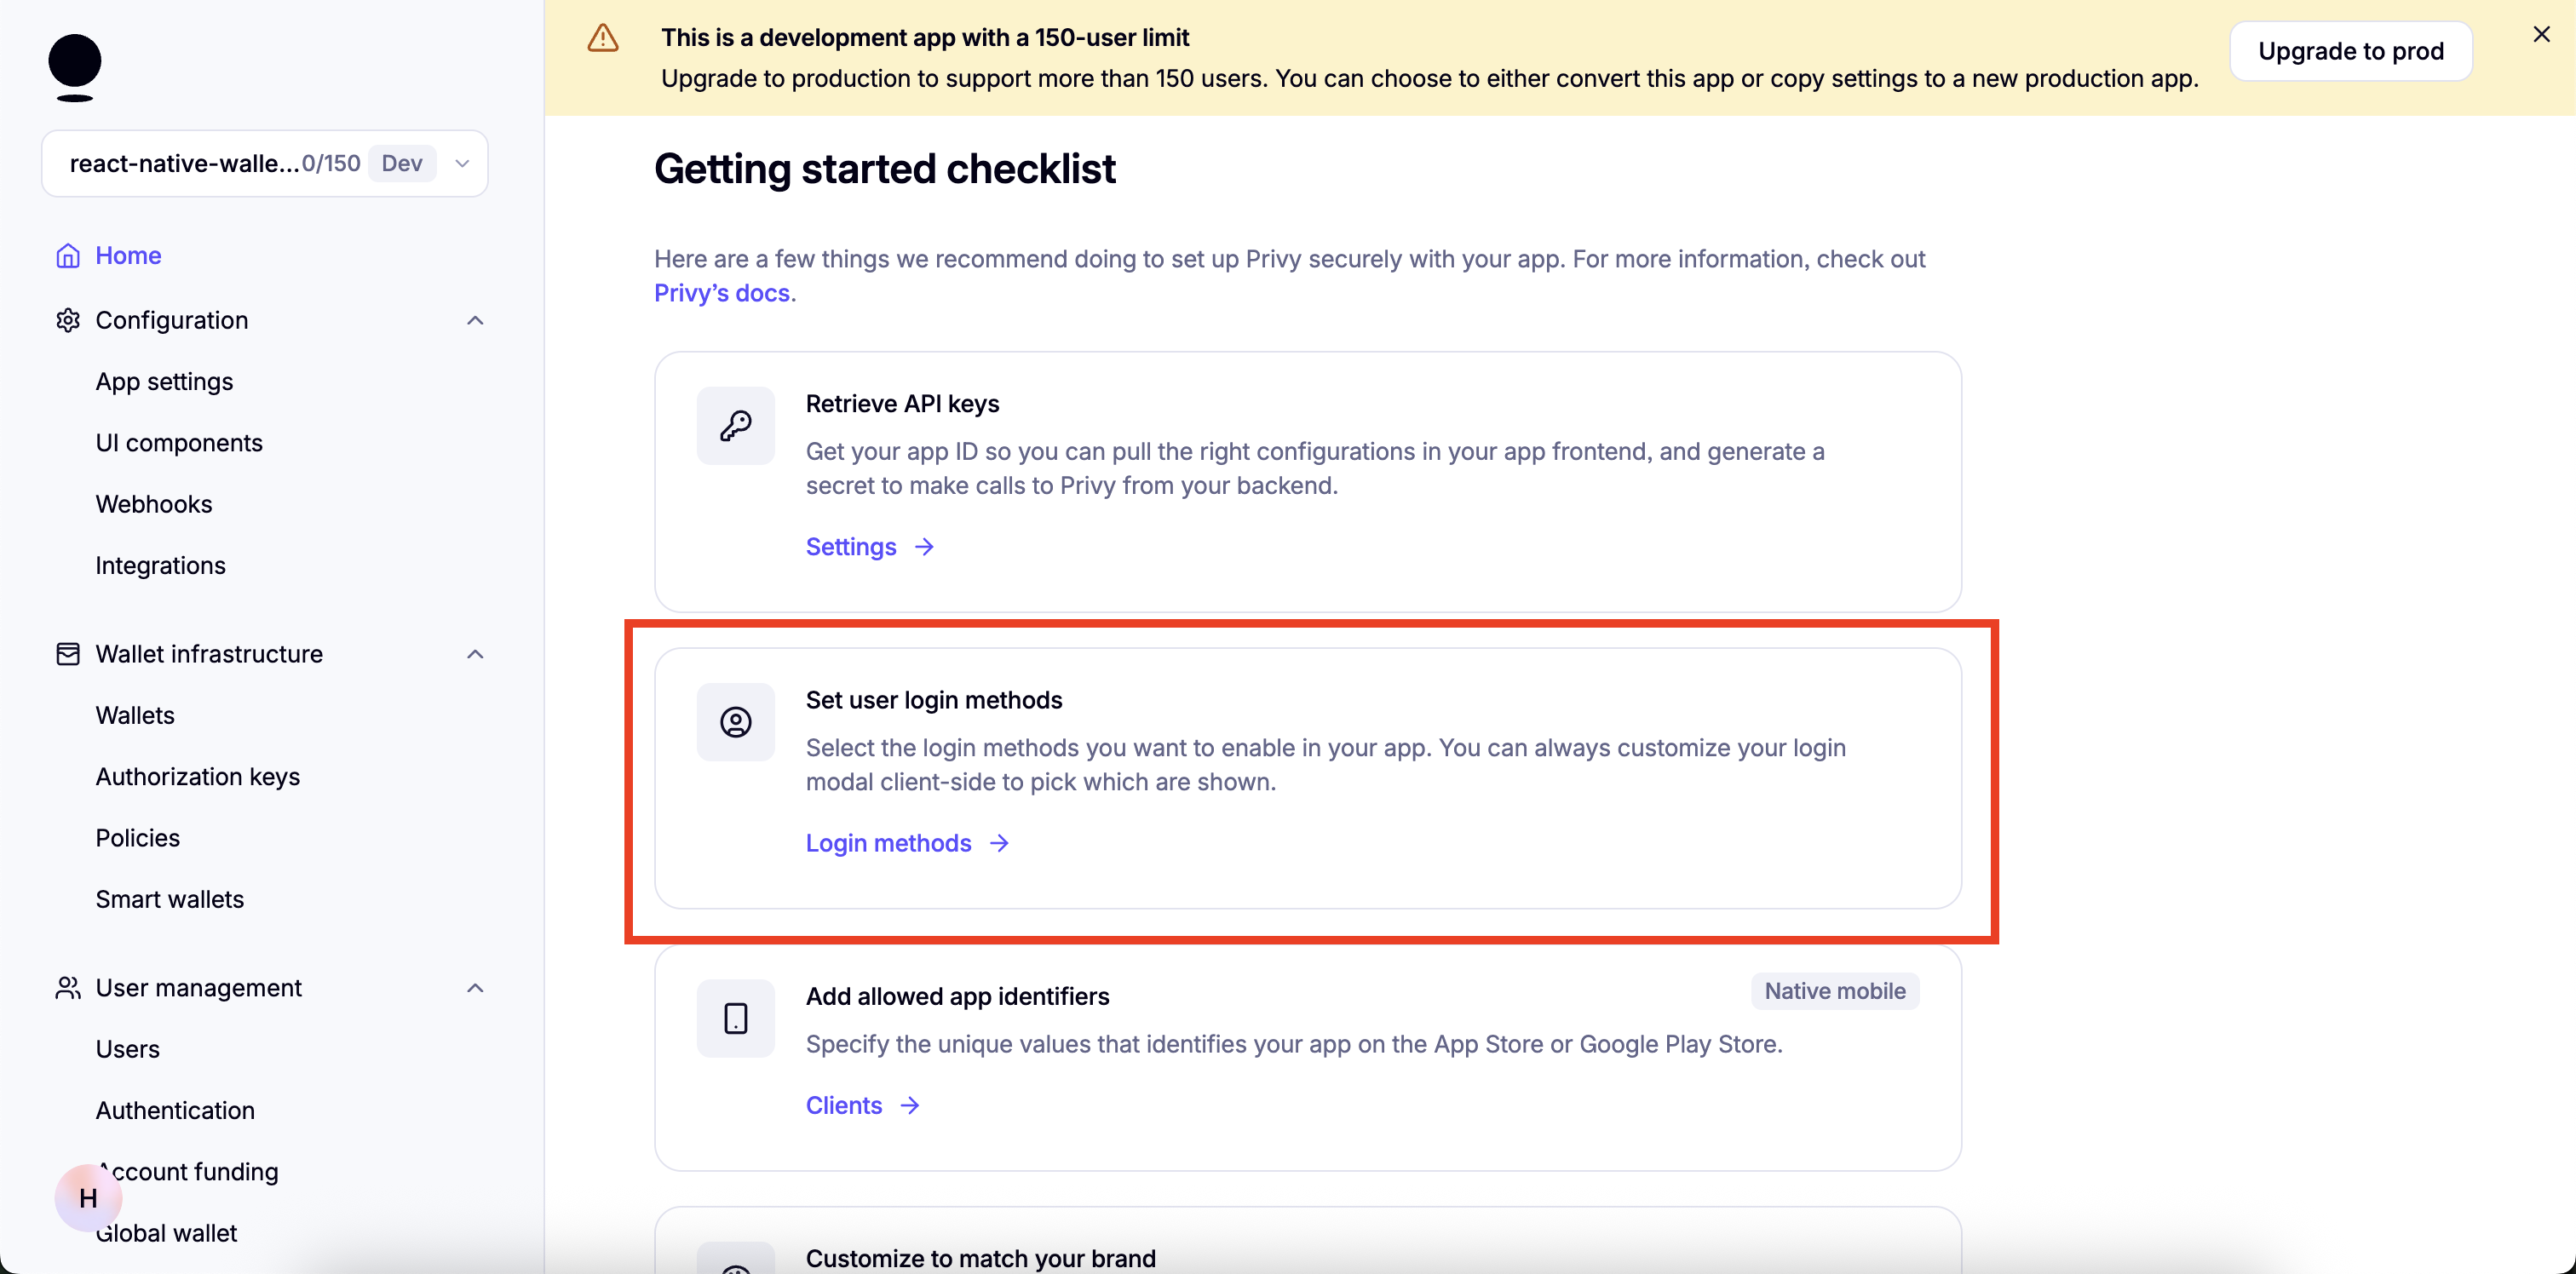 This is a development app with a 150-user limit
Upgrade to production to support more than 150 users. You can choose to either convert this app or copy settings to a new production app.
Upgrade to prod
react-native-walle...0/150 Dev
Home
Configuration
App settings
UI components
Webhooks
Integrations
Wallet infrastructure
Wallets
Authorization keys
Policies
Smart wallets
User management
Users
Authentication
Account funding
H
Global wallet
Getting started checklist
Here are a few things we recommend doing to set up Privy securely with your app. For more information, check out
Privy’s docs.
Retrieve API keys
Get your app ID so you can pull the right configurations in your app frontend, and generate a
secret to make calls to Privy from your backend.
Settings
Set user login methods
Select the login methods you want to enable in your app. You can always customize your login
modal client-side to pick which are shown.
Login methods
Add allowed app identifiers
Native mobile
Specify the unique values that identifies your app on the App Store or Google Play Store.
Clients
Customize to match your brand